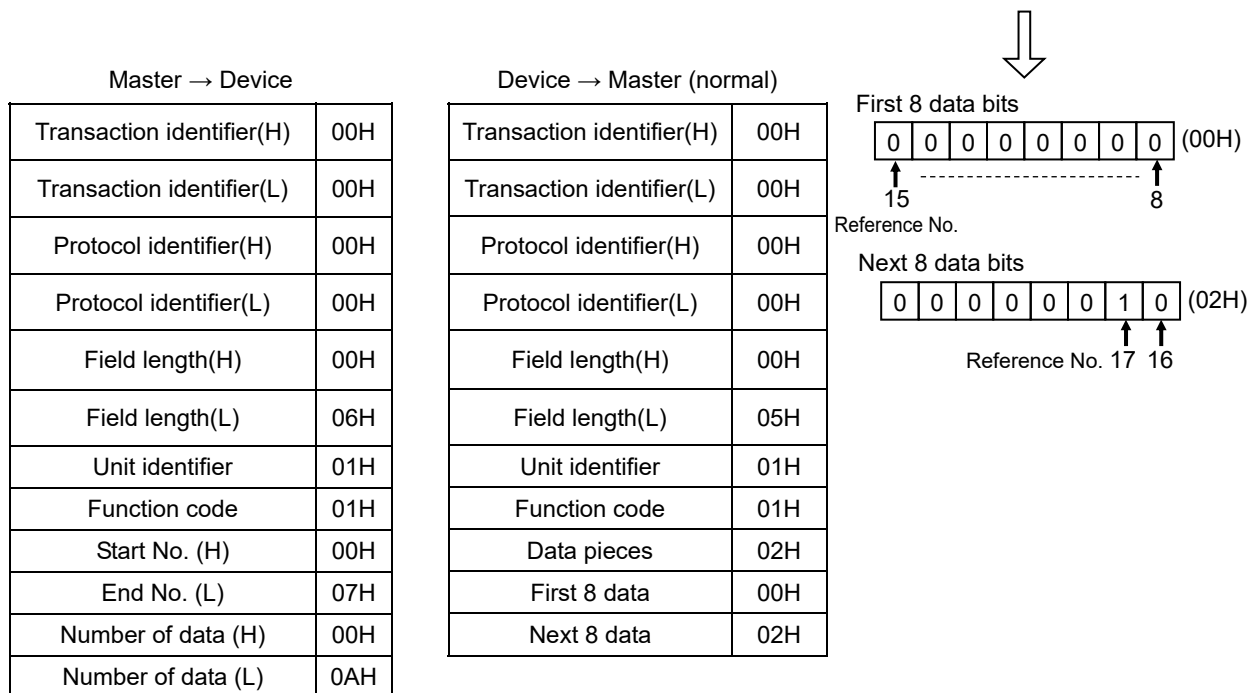 Master → Device
Transaction identifier(H) 00H
Transaction identifier(L) 00H
Protocol identifier(H) 00H
Protocol identifier(L) 00H
Field length(H) 00H
Field length(L) 06H
Unit identifier 01H
Function code 01H
Start No. (H) 00H
End No. (L) 07H
Number of data (H) 00H
Number of data (L) 0AH
Device → Master (normal)
Transaction identifier(H) 00H
Transaction identifier(L) 00H
Protocol identifier(H) 00H
Protocol identifier(L) 00H
Field length(H) 00H
Field length(L) 05H
Unit identifier 01H
Function code 01H
Data pieces 02H
First 8 data 00H
Next 8 data 02H
First 8 data bits
0 0 0 0 0 0 0 0 (00H)
15 8
Reference No.
Next 8 data bits
0 0 0 0 0 0 1 0 (02H)
Reference No. 17 16